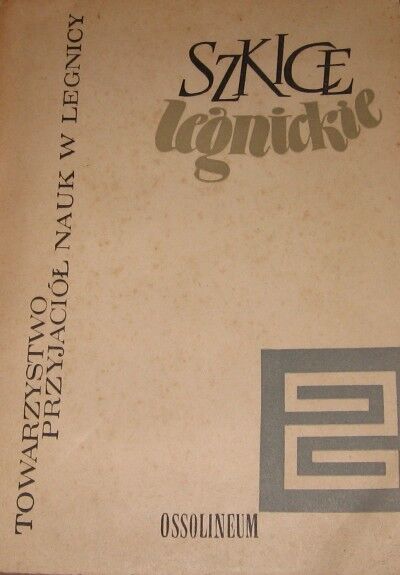 SZKICE
legnickie
TOWARZYSTWO
PRZYJACIÓŁ NAUK W LEGNICY
OSSOLINEUM